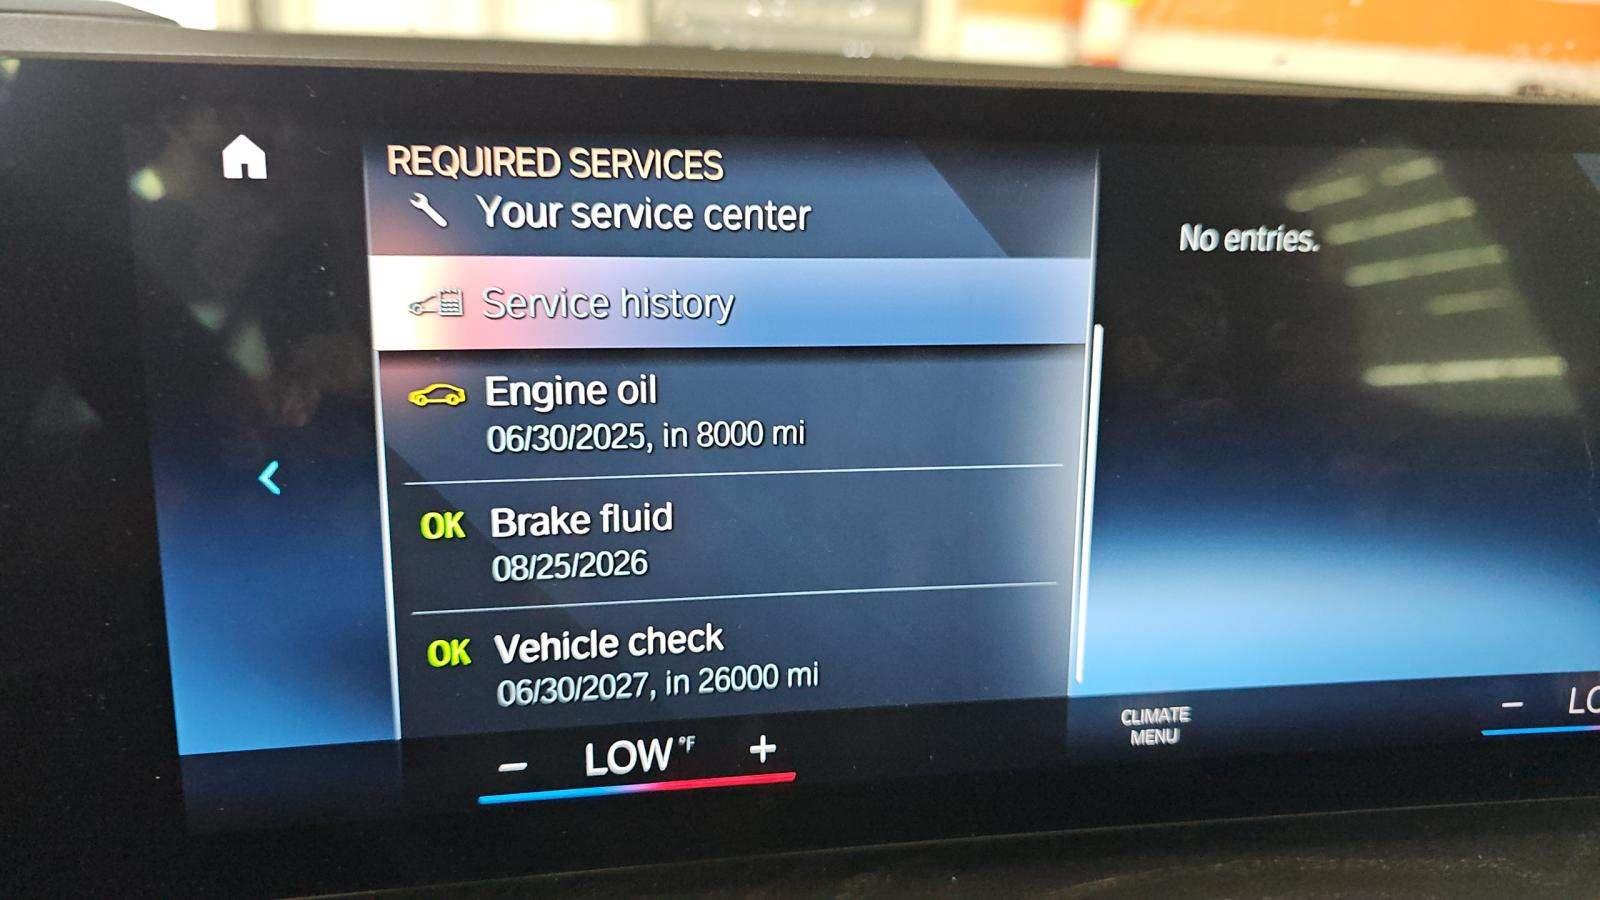 REQUIRED SERVICES
Your service center
Service history
No entries.
Engine oil
06/30/2025, in 8000 mi
OK Brake fluid
08/25/2026
OK Vehicle check
06/30/2027, in 26000 mi
− LOW °F +
CLIMATE
MENU
−